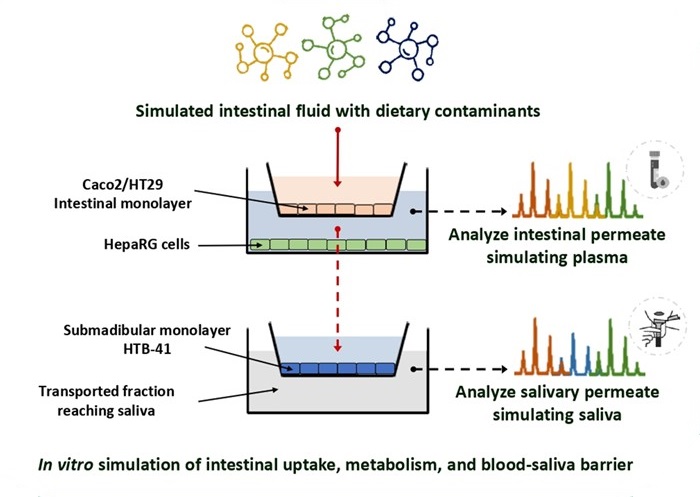 Simulated intestinal fluid with dietary contaminants
Caco2/HT29
Intestinal monolayer
HepaRG cells
Analyze intestinal permeate
simulating plasma
Submadibular monolayer
HTB-41
Transported fraction
reaching saliva
Analyze salivary permeate
simulating saliva
In vitro simulation of intestinal uptake, metabolism, and blood-saliva barrier